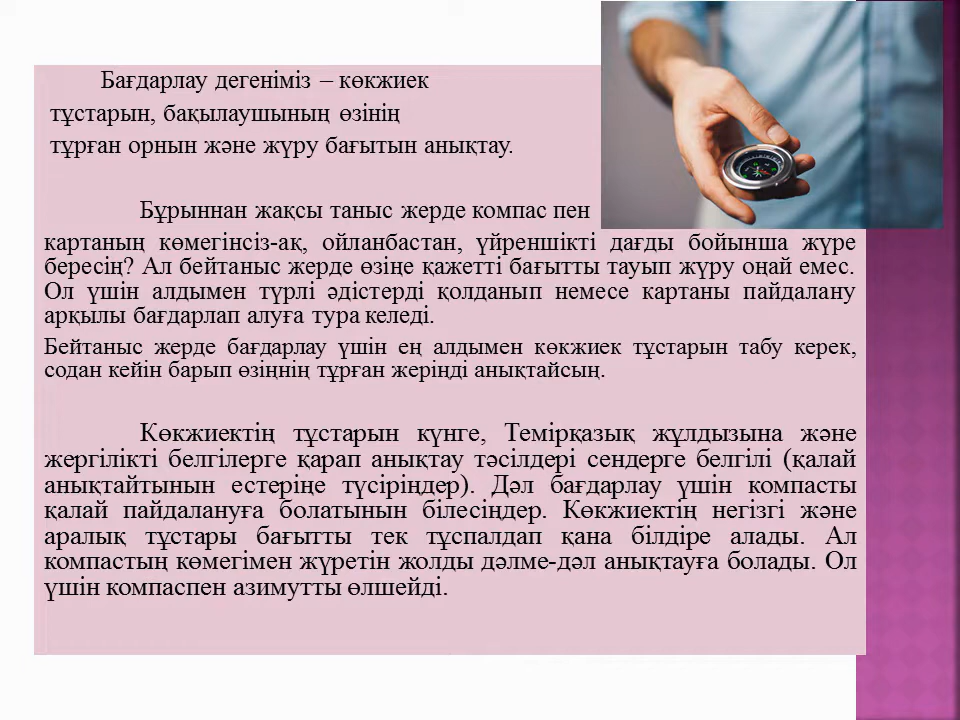 Бағдарлау дегеніміз – көкжиек
тұстарын, бақылаушының өзінің
тұрған орнын және жүру бағытын анықтау.
Бұрыннан жақсы таныс жерде компас пен
картаның көмегінсіз-ақ, ойланбастан, үйреншікті дағды бойынша жүре
бересің? Ал бейтаныс жерде өзіңе қажетті бағытты тауып жүру оңай емес.
Ол үшін алдымен түрлі әдістерді қолданып немесе картаны пайдалану
арқылы бағдарлап алуға тура келеді.
Бейтаныс жерде бағдарлау үшін ең алдымен көкжиек тұстарын табу керек,
содан кейін барып өзіңнің тұрған жеріңді анықтайсың.
Көкжиектің тұстарын күнге, Темірқазық жұлдызына және
жергілікті белгілерге қарап анықтау тәсілдері сендерге белгілі (қалай
анықтайтынын естеріңе түсіріңдер). Дәл бағдарлау үшін компасты
қалай пайдалануға болатынын білесіңдер. Көкжиектің негізгі және
аралық тұстары бағытты тек тұспалдап қана білдіре алады. Ал
компастың көмегімен жүретін жолды дәлме-дәл анықтауға болады. Ол
үшін компаспен азимутты өлшейді.